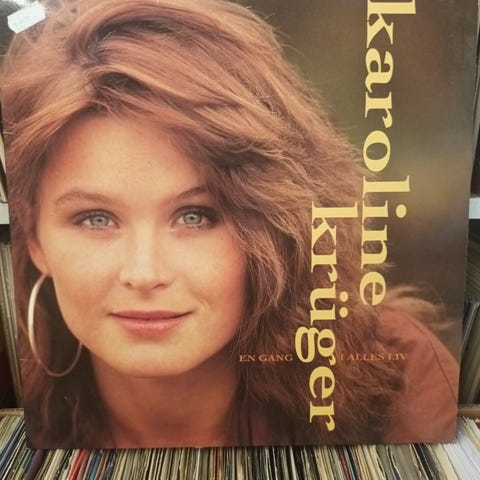 karoline
krüger
EN GANG I ALLES LIV